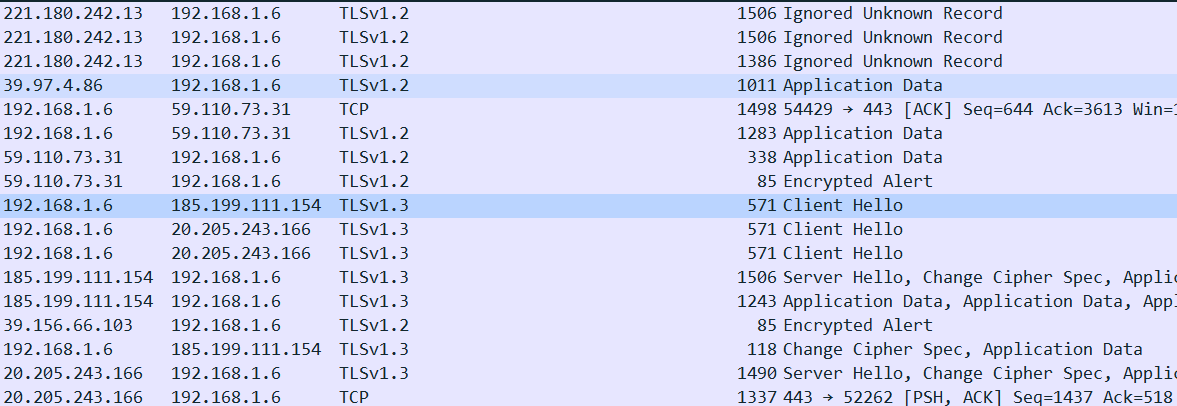 221.180.242.13 192.168.1.6 TLSv1.2 1506 Ignored Unknown Record
221.180.242.13 192.168.1.6 TLSv1.2 1506 Ignored Unknown Record
221.180.242.13 192.168.1.6 TLSv1.2 1386 Ignored Unknown Record
39.97.4.86 192.168.1.6 TLSv1.2 1011 Application Data
192.168.1.6 59.110.73.31 TCP 1498 54429 → 443 [ACK] Seq=644 Ack=3613 Win=1
192.168.1.6 59.110.73.31 TLSv1.2 1283 Application Data
59.110.73.31 192.168.1.6 TLSv1.2 338 Application Data
59.110.73.31 192.168.1.6 TLSv1.2 85 Encrypted Alert
192.168.1.6 185.199.111.154 TLSv1.3 571 Client Hello
192.168.1.6 20.205.243.166 TLSv1.3 571 Client Hello
192.168.1.6 20.205.243.166 TLSv1.3 571 Client Hello
185.199.111.154 192.168.1.6 TLSv1.3 1506 Server Hello, Change Cipher Spec, Applic
185.199.111.154 192.168.1.6 TLSv1.3 1243 Application Data, Application Data, Appl
39.156.66.103 192.168.1.6 TLSv1.2 85 Encrypted Alert
192.168.1.6 185.199.111.154 TLSv1.3 118 Change Cipher Spec, Application Data
20.205.243.166 192.168.1.6 TLSv1.3 1490 Server Hello, Change Cipher Spec, Applic
20.205.243.166 192.168.1.6 TCP 1337 443 → 52262 [PSH, ACK] Seq=1437 Ack=518